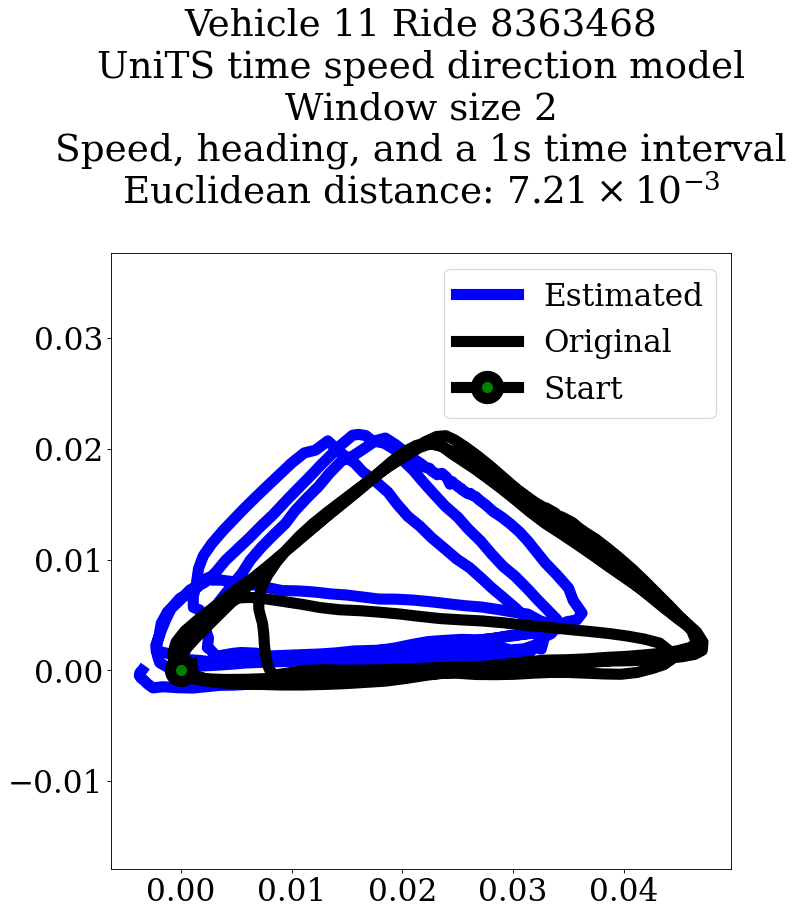 Vehicle 11 Ride 8363468
UniTS time speed direction model
Window size 2
Speed, heading, and a 1s time interval
Euclidean distance: 7.21 × 10⁻³
Estimated
Original
Start
0.03
0.02
0.01
0.00
−0.01
0.00 0.01 0.02 0.03 0.04